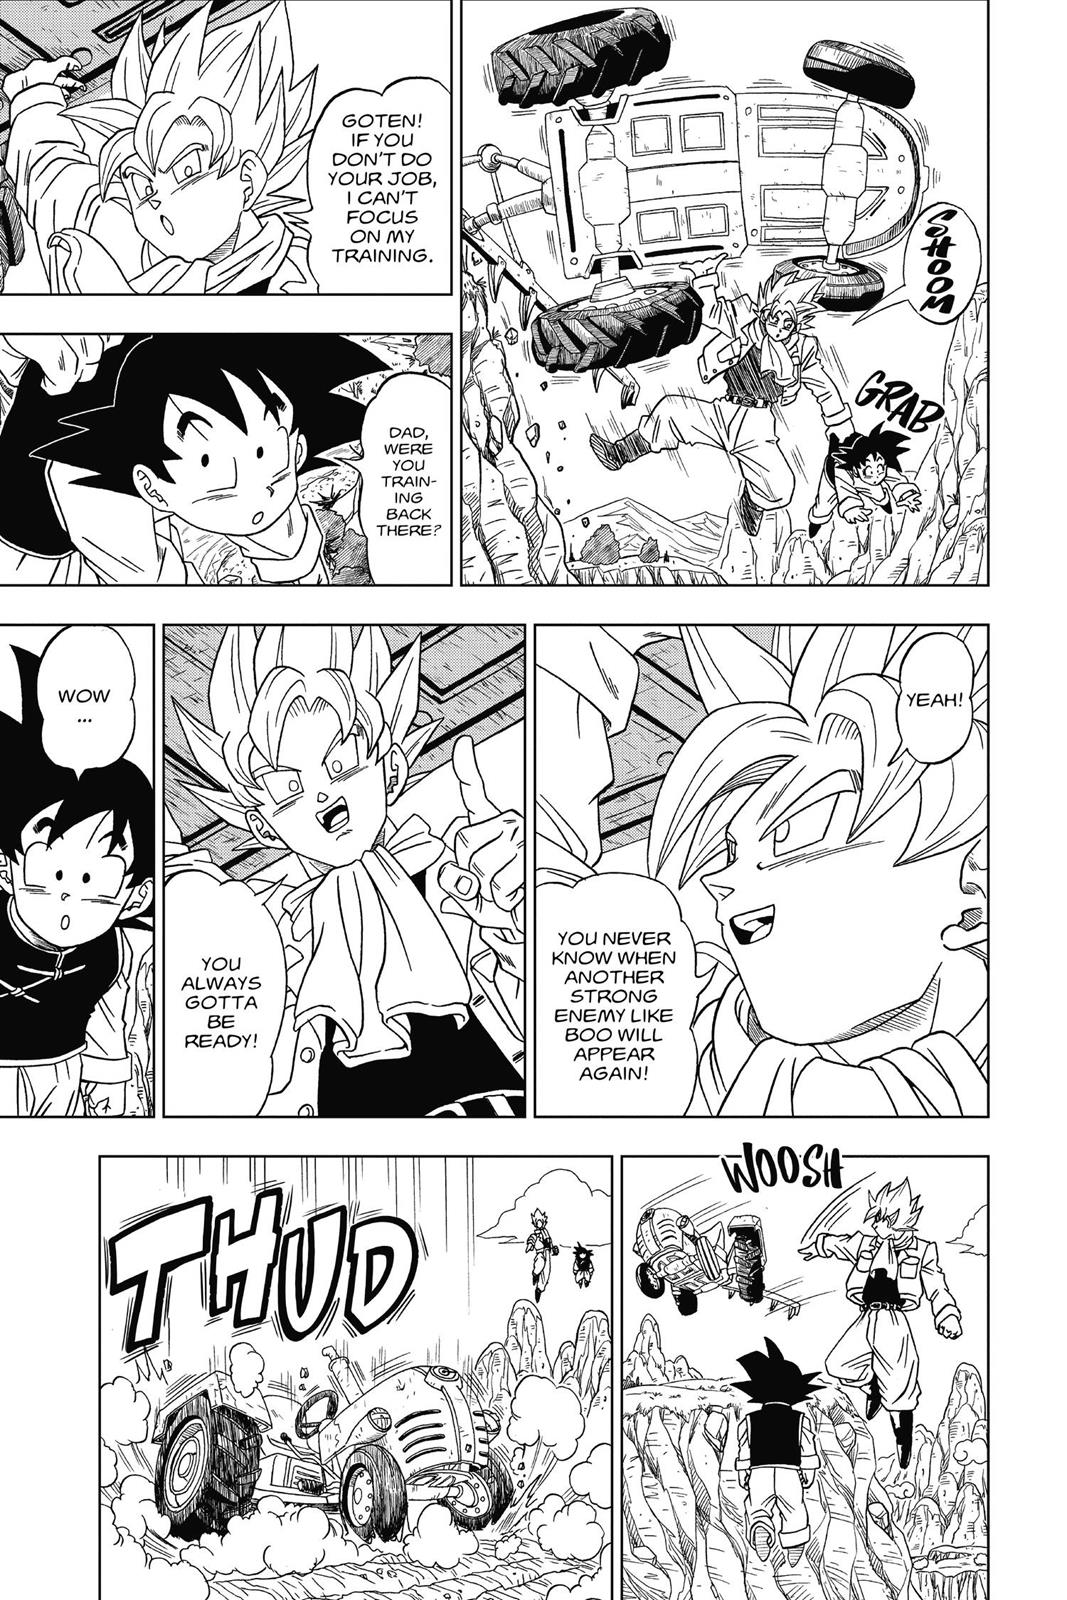 SHOOM
GRAB
GOTEN!
IF YOU
DON'T DO
YOUR JOB,
I CAN'T
FOCUS
ON MY
TRAINING.
DAD,
WERE
YOU
TRAIN-
ING
BACK
THERE?
YEAH!
YOU NEVER
KNOW WHEN
ANOTHER
STRONG
ENEMY LIKE
BOO WILL
APPEAR
AGAIN!
YOU
ALWAYS
GOTTA
BE
READY!
WOW
...
WOOSH
THUD